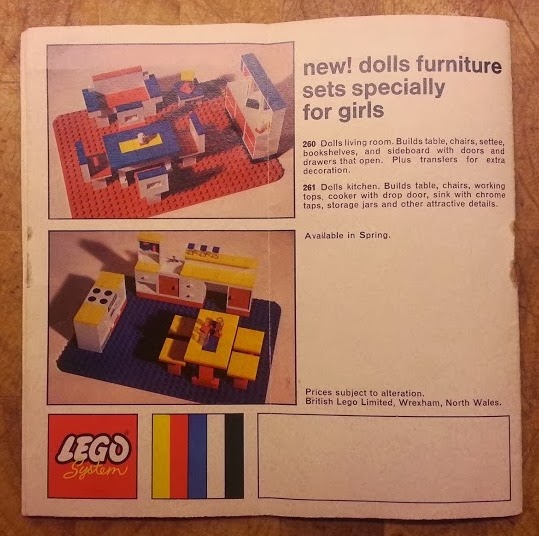 new! dolls furniture
sets specially
for girls
260 Dolls living room. Builds table, chairs, settee,
bookshelves, and sideboard with doors and
drawers that open. Plus transfers for extra
decoration.
261 Dolls kitchen. Builds table, chairs, working
tops, cooker with drop door, sink with chrome
taps, storage jars and other attractive details.
Available in Spring.
Prices subject to alteration.
British Lego Limited, Wrexham, North Wales.
LEGO
System